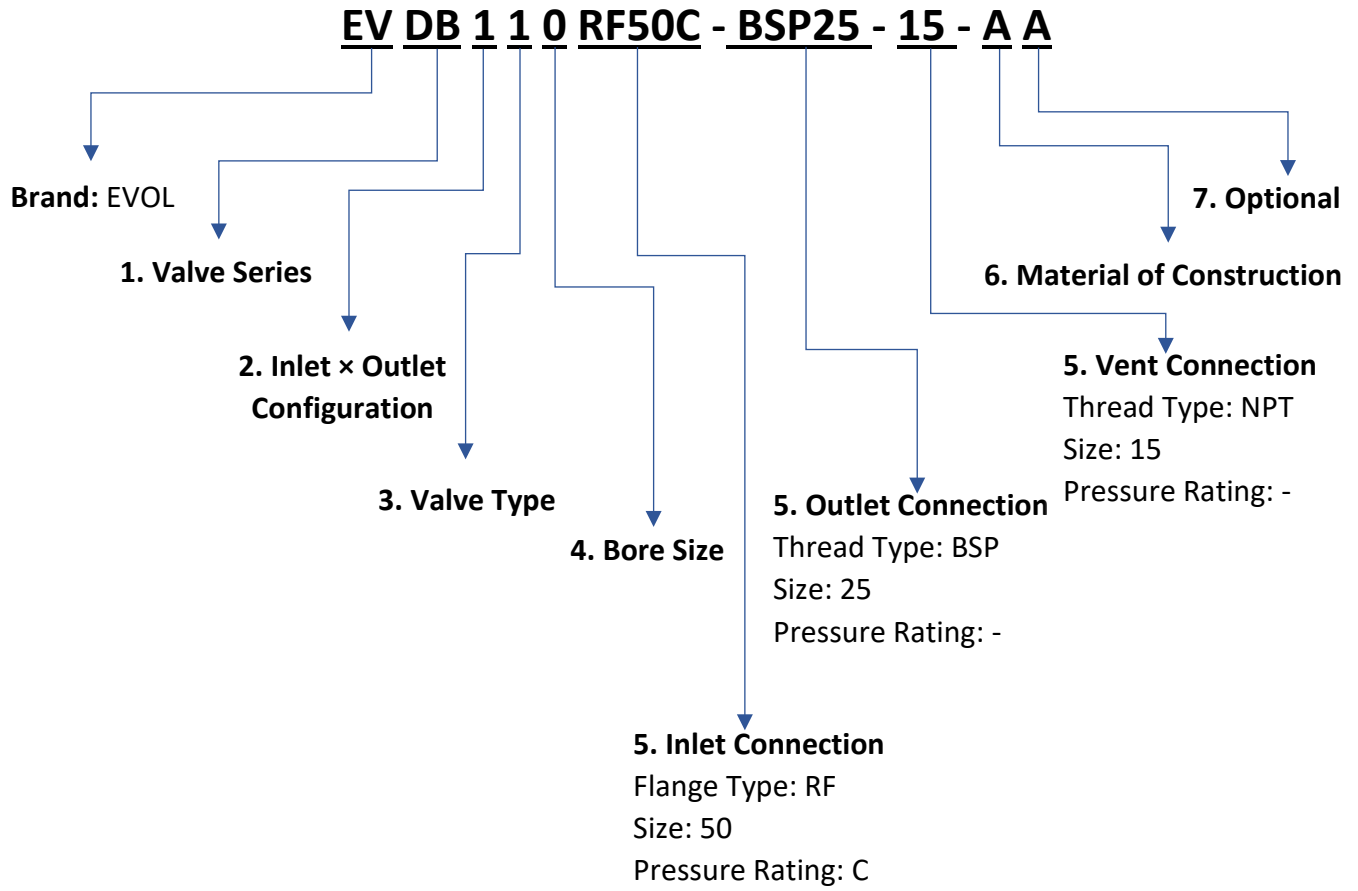 EV DB 1 1 0 RF50C - BSP25 - 15 - A A
Brand: EVOL
1. Valve Series
2. Inlet × Outlet
Configuration
3. Valve Type
4. Bore Size
5. Inlet Connection
Flange Type: RF
Size: 50
Pressure Rating: C
5. Outlet Connection
Thread Type: BSP
Size: 25
Pressure Rating: -
5. Vent Connection
Thread Type: NPT
Size: 15
Pressure Rating: -
6. Material of Construction
7. Optional